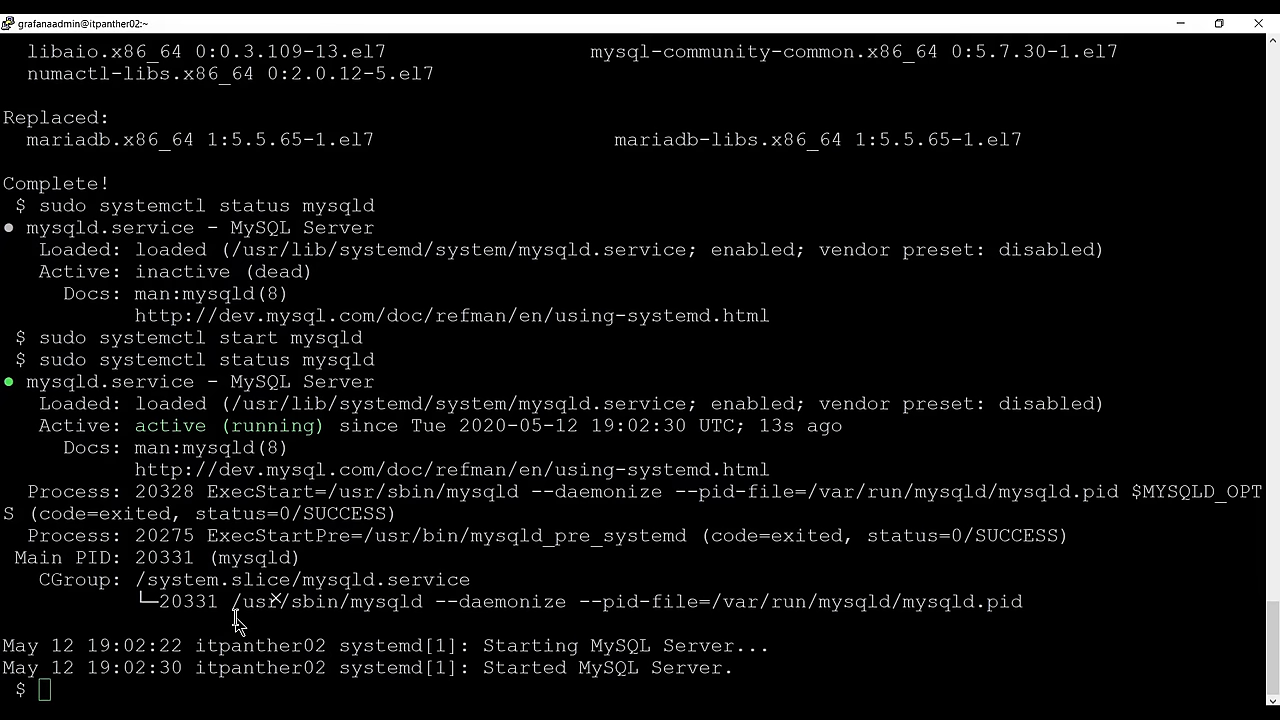 grafanaadmin@itpanther02:~
libaio.x86_64 0:0.3.109-13.el7 mysql-community-common.x86_64 0:5.7.30-1.el7
numactl-libs.x86_64 0:2.0.12-5.el7
Replaced:
mariadb.x86_64 1:5.5.65-1.el7 mariadb-libs.x86_64 1:5.5.65-1.el7
Complete!
$ sudo systemctl status mysqld
● mysqld.service - MySQL Server
Loaded: loaded (/usr/lib/systemd/system/mysqld.service; enabled; vendor preset: disabled)
Active: inactive (dead)
Docs: man:mysqld(8)
http://dev.mysql.com/doc/refman/en/using-systemd.html
$ sudo systemctl start mysqld
$ sudo systemctl status mysqld
● mysqld.service - MySQL Server
Loaded: loaded (/usr/lib/systemd/system/mysqld.service; enabled; vendor preset: disabled)
Active: active (running) since Tue 2020-05-12 19:02:30 UTC; 13s ago
Docs: man:mysqld(8)
http://dev.mysql.com/doc/refman/en/using-systemd.html
Process: 20328 ExecStart=/usr/sbin/mysqld --daemonize --pid-file=/var/run/mysqld/mysqld.pid $MYSQLD_OPT
S (code=exited, status=0/SUCCESS)
Process: 20275 ExecStartPre=/usr/bin/mysqld_pre_systemd (code=exited, status=0/SUCCESS)
Main PID: 20331 (mysqld)
CGroup: /system.slice/mysqld.service
└─20331 /usr/sbin/mysqld --daemonize --pid-file=/var/run/mysqld/mysqld.pid
May 12 19:02:22 itpanther02 systemd[1]: Starting MySQL Server...
May 12 19:02:30 itpanther02 systemd[1]: Started MySQL Server.
$